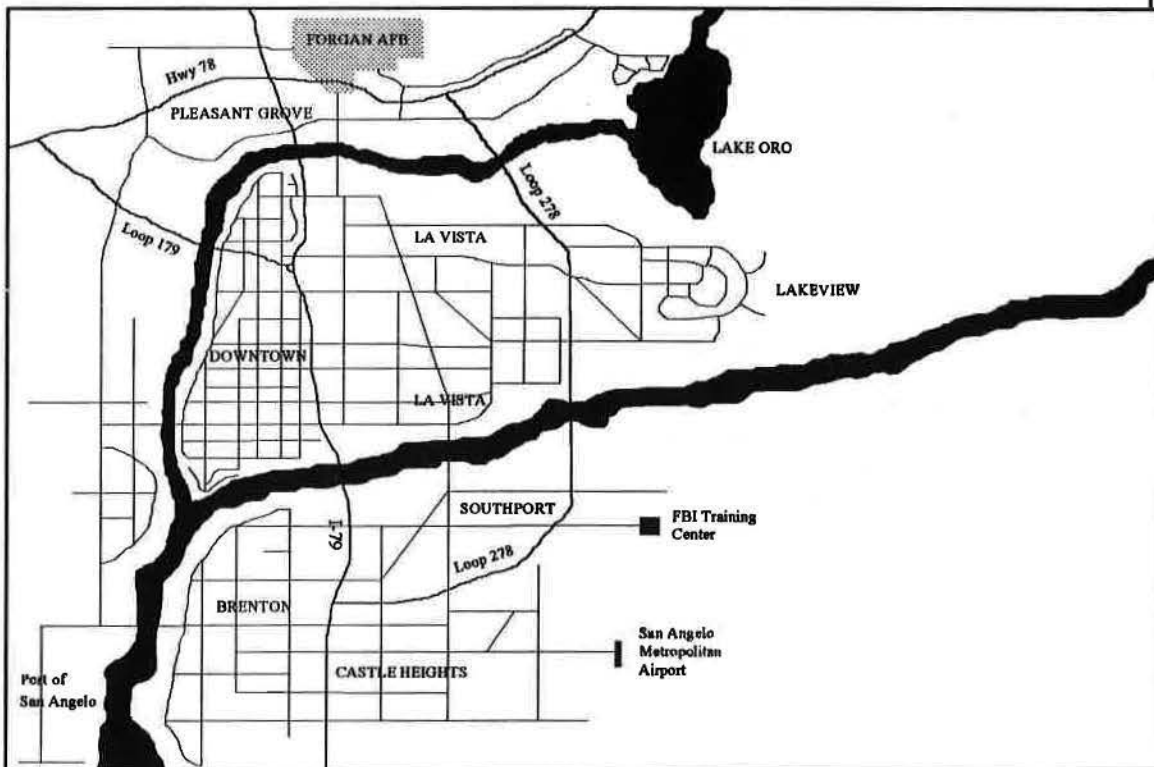 FORGAN AFB
Hwy 78
PLEASANT GROVE
LAKE ORO
Loop 278
Loop 179
LA VISTA
LAKEVIEW
DOWNTOWN
LA VISTA
SOUTHPORT
FBI Training
Center
I-79
Loop 278
BRENTON
San Angelo
Metropolitan
Airport
CASTLE HEIGHTS
Port of
San Angelo